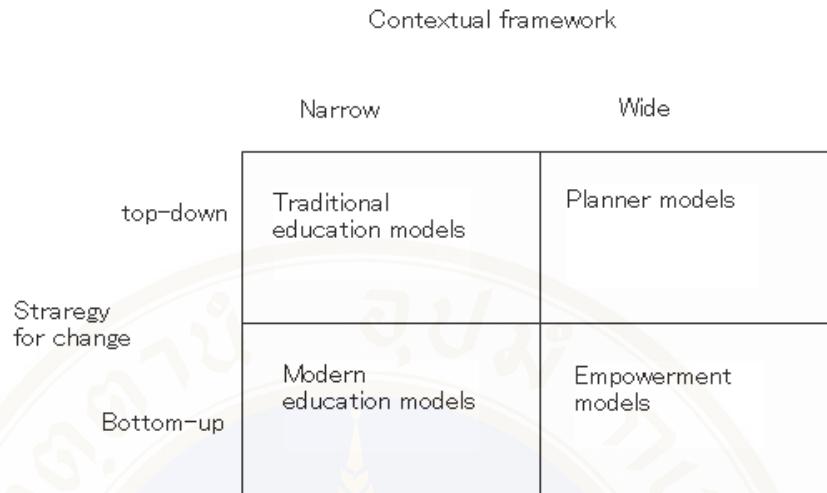 Contextual framework
Narrow
Wide
top-down
Traditional
education models
Planner models
Straregy
for change
Bottom-up
Modern
education models
Empowerment
models